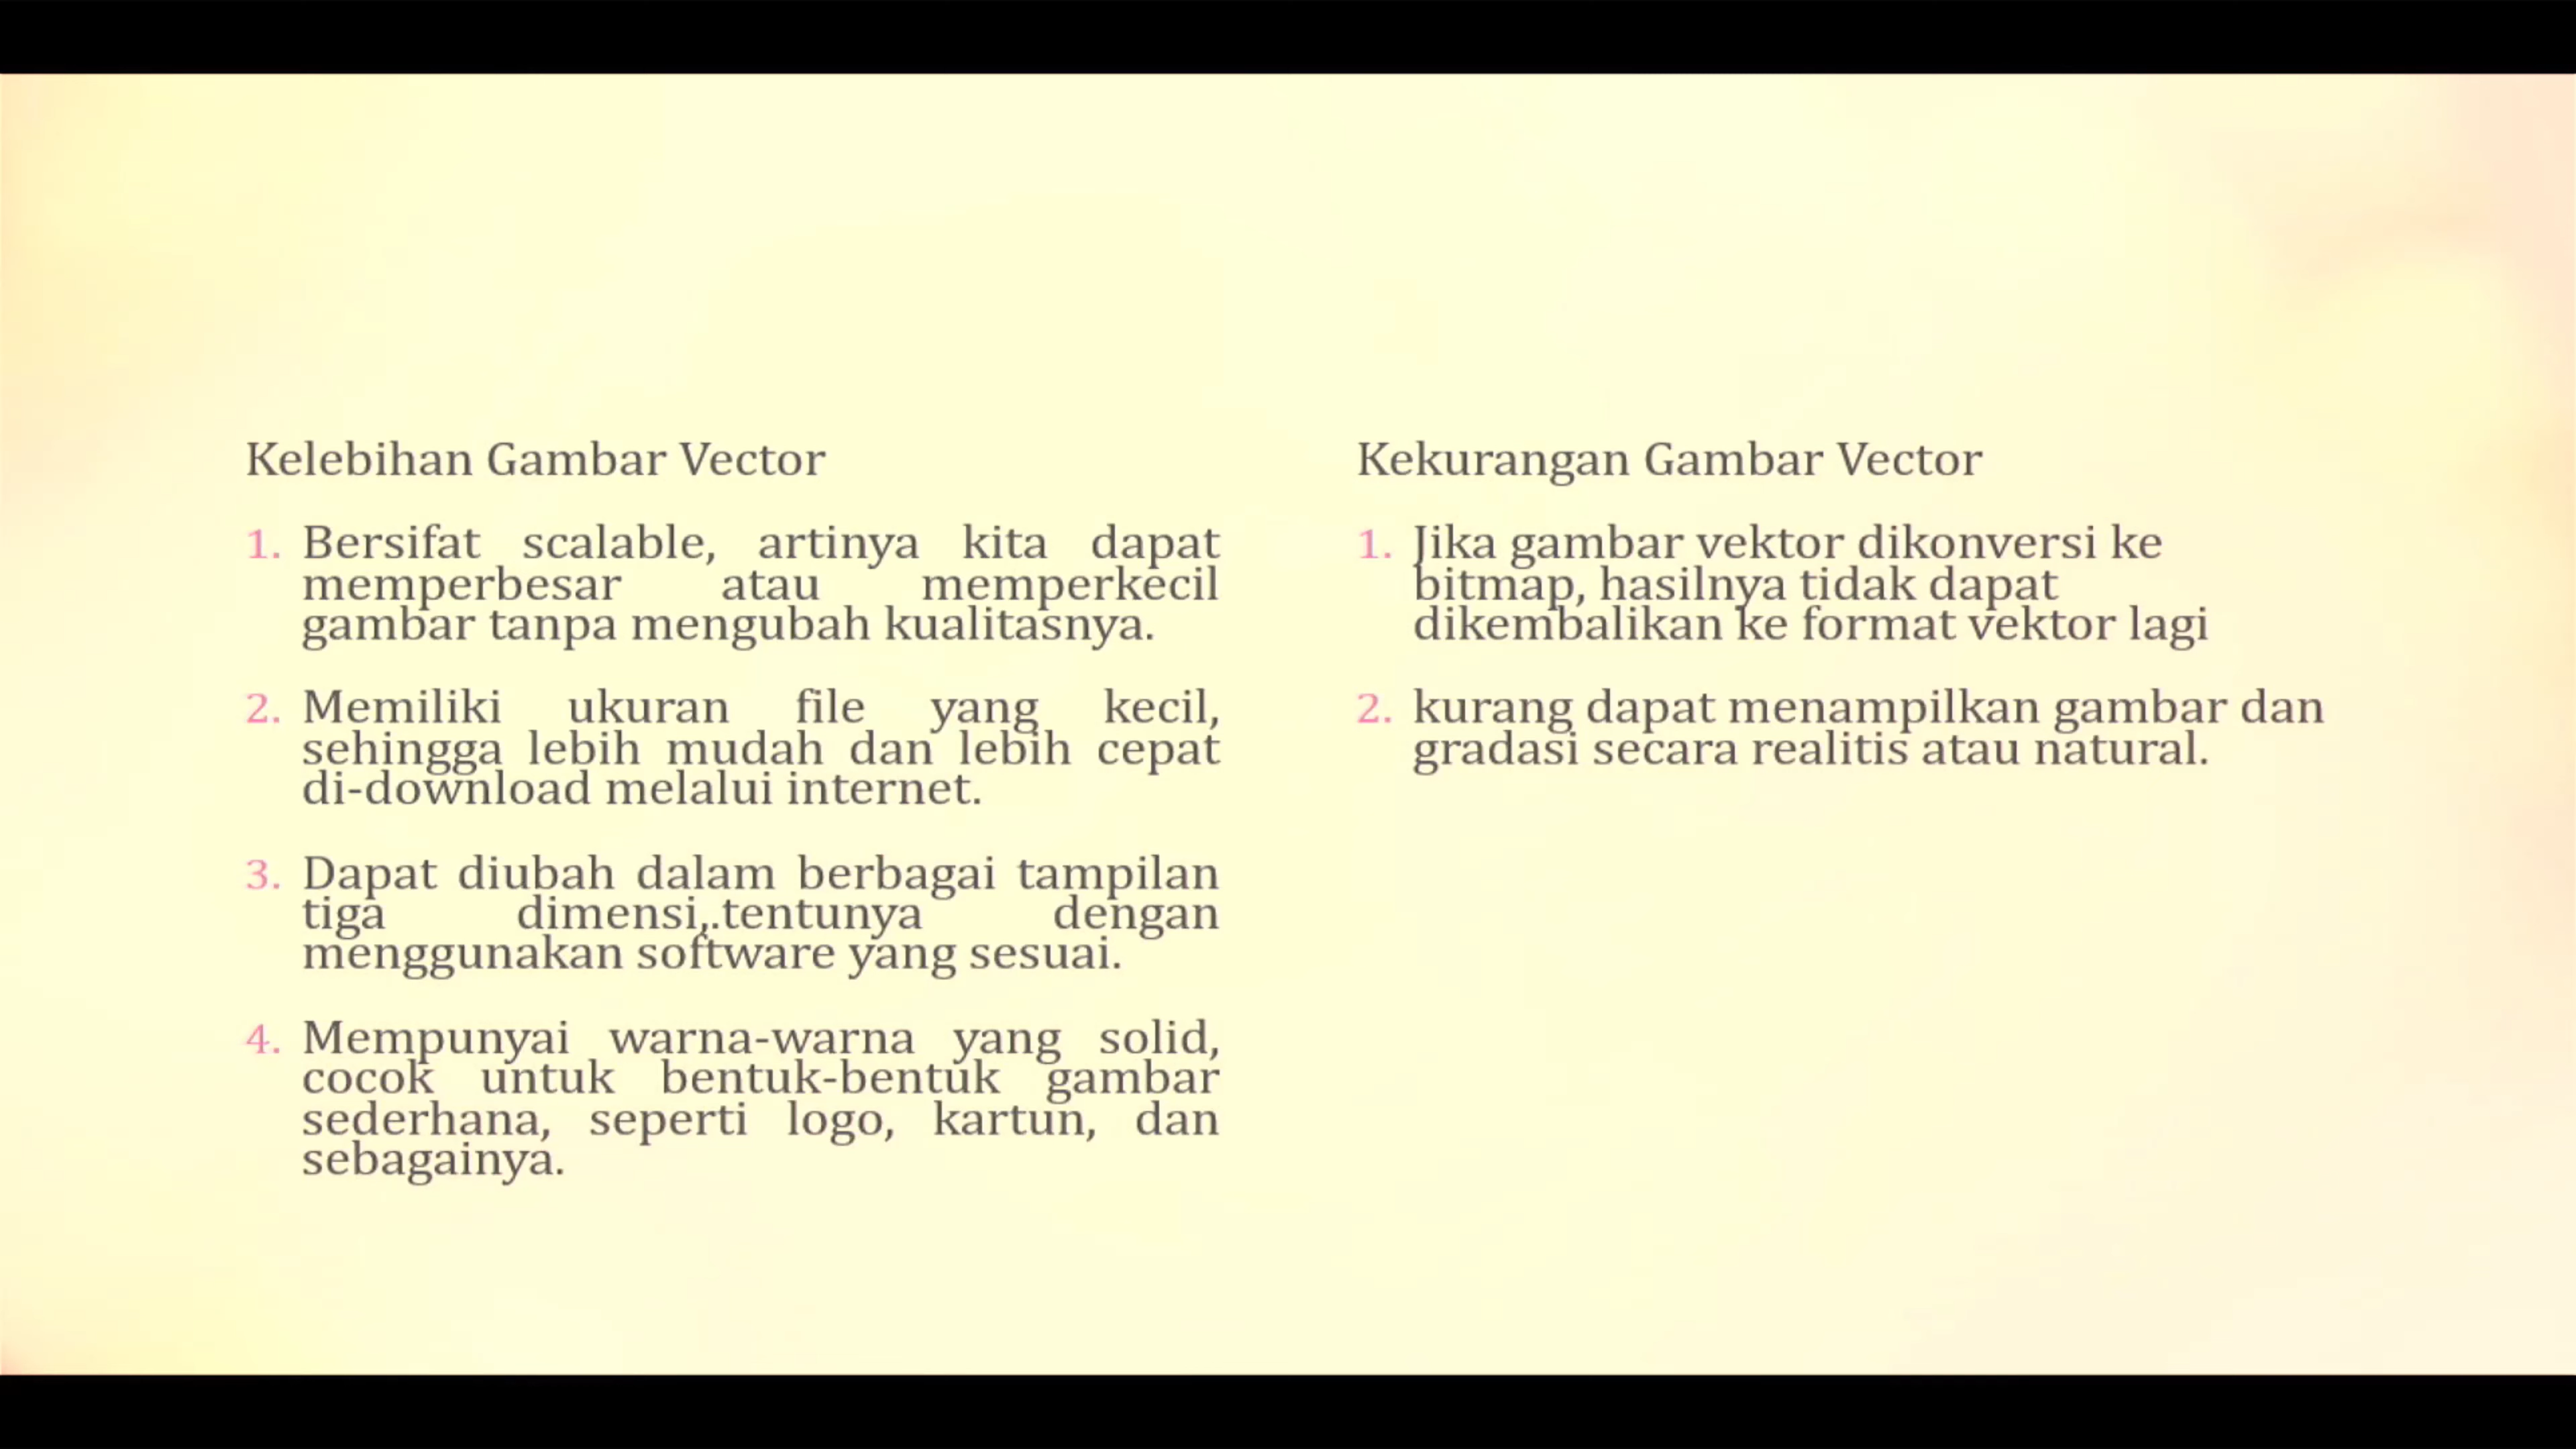 Kelebihan Gambar Vector
1. Bersifat scalable, artinya kita dapat
memperbesar atau memperkecil
gambar tanpa mengubah kualitasnya.
2. Memiliki ukuran file yang kecil,
sehingga lebih mudah dan lebih cepat
di-download melalui internet.
3. Dapat diubah dalam berbagai tampilan
tiga dimensi,.tentunya dengan
menggunakan software yang sesuai.
4. Mempunyai warna-warna yang solid,
cocok untuk bentuk-bentuk gambar
sederhana, seperti logo, kartun, dan
sebagainya.
Kekurangan Gambar Vector
1. Jika gambar vektor dikonversi ke
bitmap, hasilnya tidak dapat
dikembalikan ke format vektor lagi
2. kurang dapat menampilkan gambar dan
gradasi secara realitis atau natural.